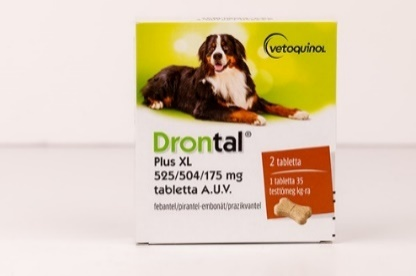 vetoquinol
Drontal®
Plus XL
525/504/175 mg
tabletta A.U.V.
febantel/pirantel-embonát/prazikvantel
2 tabletta
1 tabletta 35
testtömeg kg-ra